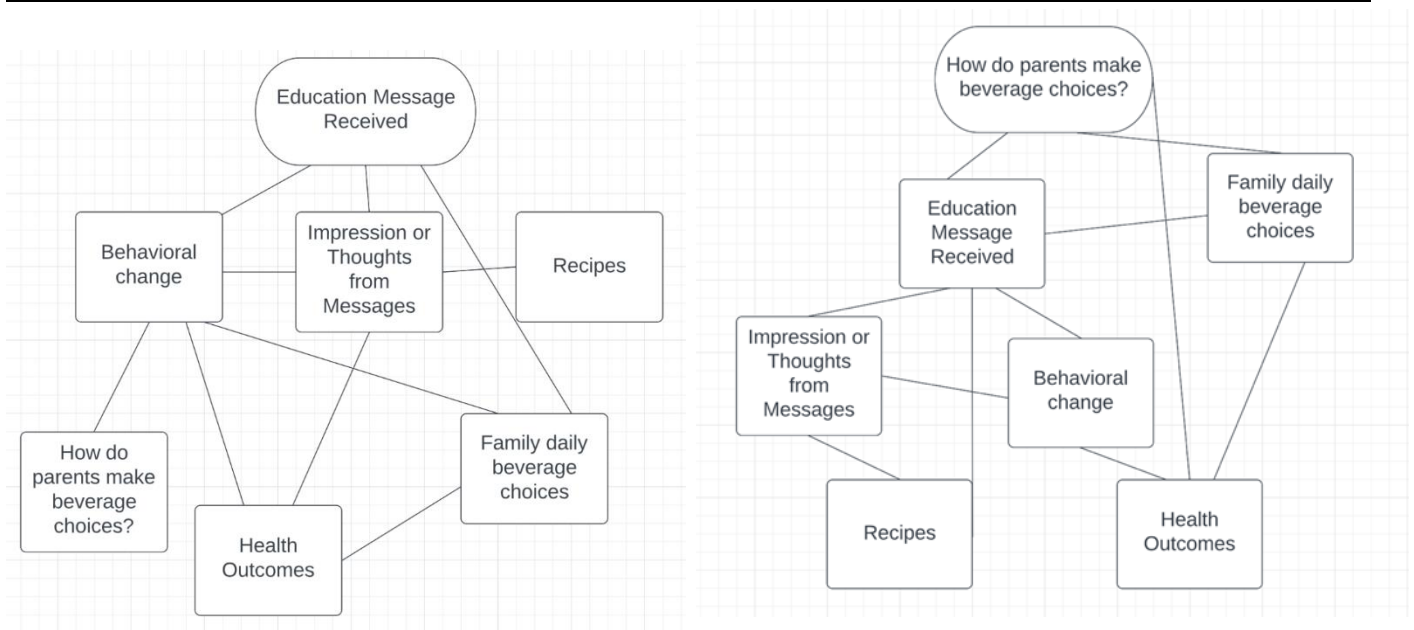 Education Message
Received
Behavioral
change
Impression or
Thoughts
from
Messages
Recipes
How do
parents make
beverage
choices?
Health
Outcomes
Family daily
beverage
choices
How do parents make
beverage choices?
Education
Message
Received
Family daily
beverage
choices
Impression or
Thoughts
from
Messages
Behavioral
change
Recipes
Health
Outcomes